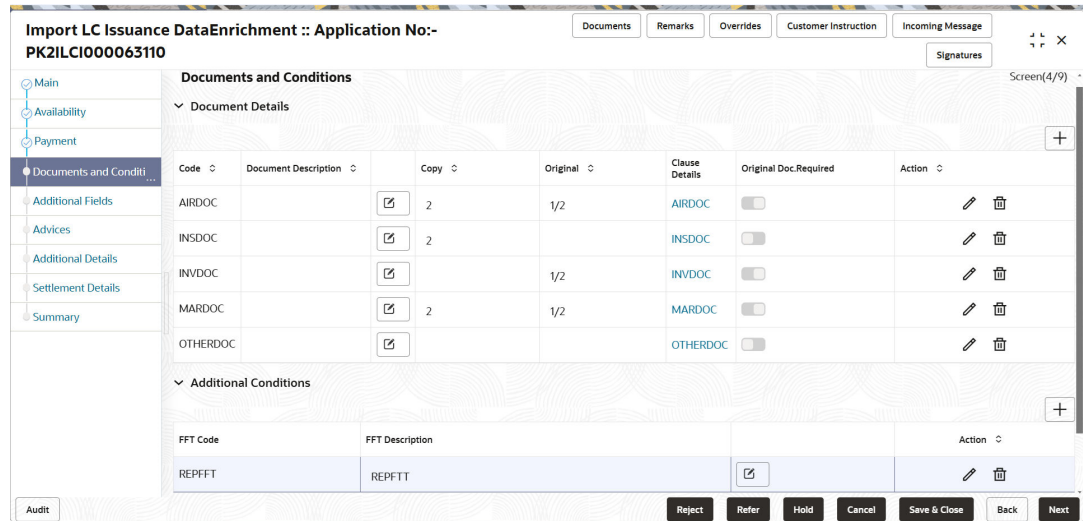 Import LC Issuance DataEnrichment :: Application No:-
PK2ILCI000063110
Documents
Remarks
Overrides
Customer Instruction
Incoming Message
Signatures
Main
Availability
Payment
Documents and Conditi...
Additional Fields
Advices
Additional Details
Settlement Details
Summary
Documents and Conditions
Screen(4/9)
Document Details
Code Document Description Copy Original Clause Details Original Doc.Required Action
AIRDOC 2 1/2 AIRDOC
INSDOC 2 INSDOC
INVDOC 1/2 INVDOC
MARDOC 2 1/2 MARDOC
OTHERDOC OTHERDOC
Additional Conditions
FFT Code FFT Description Action
REPFFT REPFTT
Audit Reject Refer Hold Cancel Save & Close Back Next